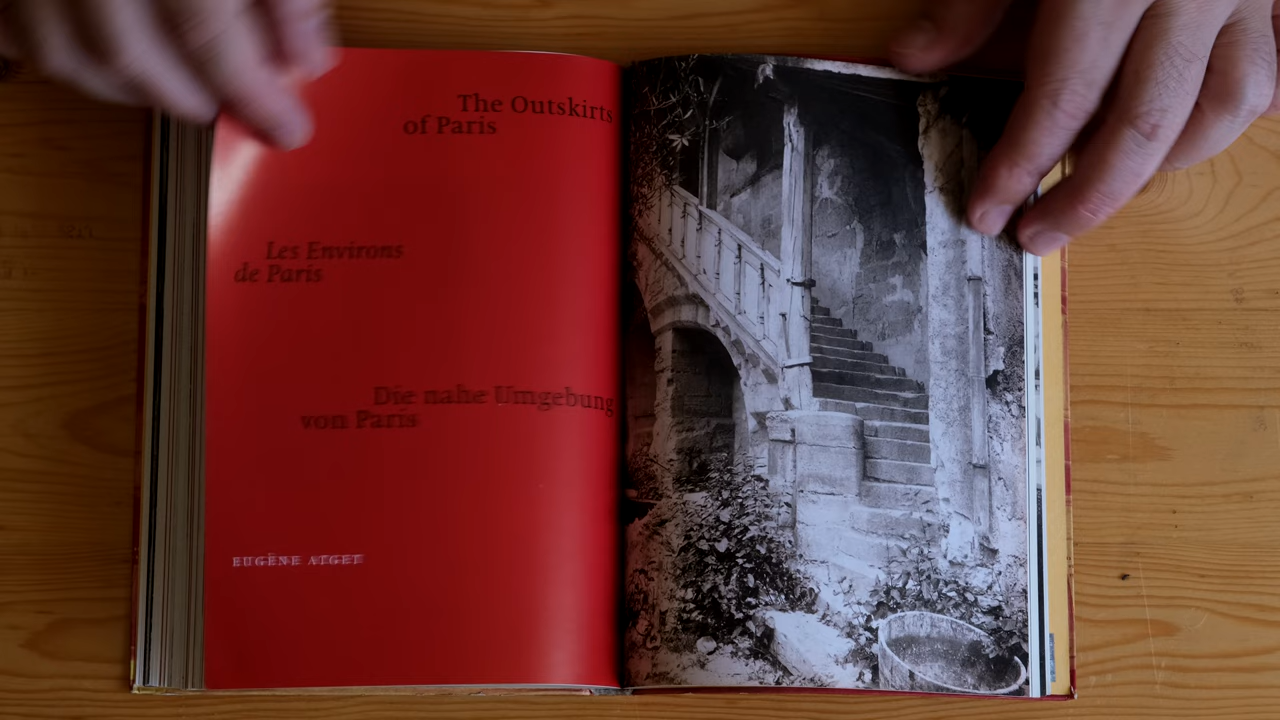 The Outskirts
of Paris
Les Environs
de Paris
Die nahe Umgebung
von Paris
EUGÈNE ATGET